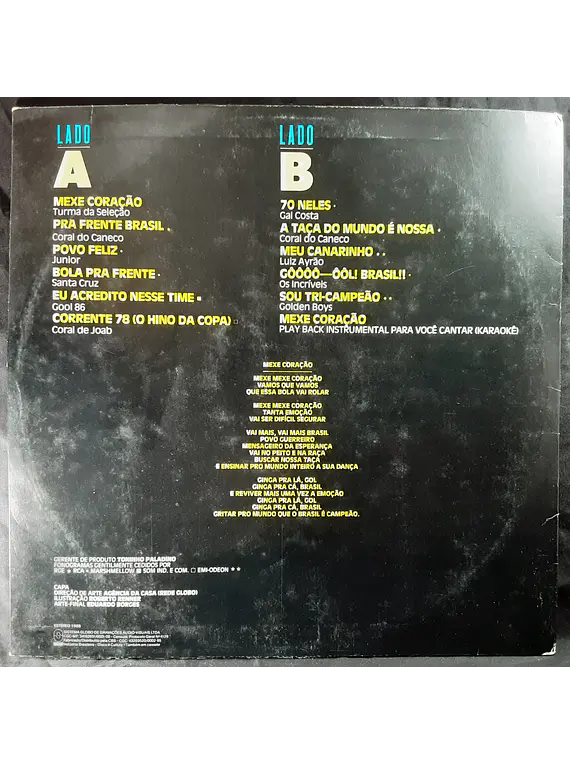 LADO
A
MEXE CORAÇÃO
Turma da Seleção
PRA FRENTE BRASIL
Coral do Caneco
POVO FELIZ
Junior
BOLA PRA FRENTE
Santa Cruz
EU ACREDITO NESSE TIME
Gool 86
CORRENTE 78 (O HINO DA COPA)
Coral de Joab
LADO
B
70 NELES
Gal Costa
A TAÇA DO MUNDO É NOSSA
Coral do Caneco
MEU CANARINHO
Luiz Ayrão
GÔÔÔÔ—ÔÔL! BRASIL!!
Os Incríveis
SOU TRI-CAMPEÃO
Golden Boys
MEXE CORAÇÃO
PLAY BACK INSTRUMENTAL PARA VOCÊ CANTAR (KARAOKÊ)
MEXE CORAÇÃO
MEXE MEXE CORAÇÃO
VAMOS QUE VAMOS
QUE ESSA BOLA VAI ROLAR
MEXE MEXE CORAÇÃO
TANTA EMOÇÃO
VAI SER DIFÍCIL SEGURAR
VAI MAIS, VAI MAIS BRASIL
POVO GUERREIRO
MENSAGEIRO DA ESPERANÇA
VAI NO PEITO E NA RAÇA
BUSCAR NOSSA TAÇA
E ENSINAR PRO MUNDO INTEIRO A SUA DANÇA
GINGA PRA LÁ, GOL
GINGA PRA CÁ, BRASIL
E REVIVER MAIS UMA VEZ A EMOÇÃO
GINGA PRA LÁ, GOL
GINGA PRA CÁ, BRASIL
GRITAR PRO MUNDO QUE O BRASIL É CAMPEÃO.
GERENTE DE PRODUTO TONINHO PALADINO
FONOGRAMAS GENTILMENTE CEDIDOS POR
RGE RCA MARSHMELLOW SOM IND. E COM. EMI-ODEON
CAPA
DIREÇÃO DE ARTE AGÊNCIA DA CASA (REDE GLOBO)
ILUSTRAÇÃO ROBERTO RENNER
ARTE-FINAL EDUARDO BORGES
ESTÉREO 1986
SISTEMA GLOBO DE GRAVAÇÕES ÁUDIO VISUAIS LTDA